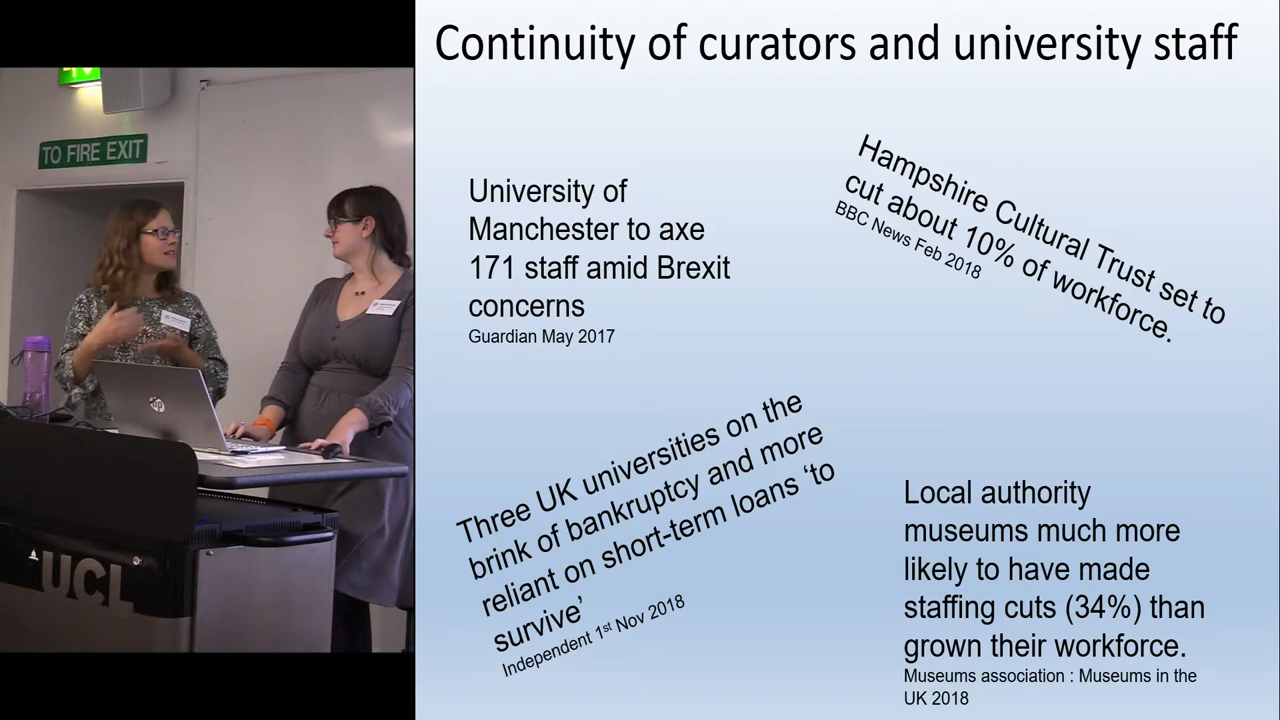 Continuity of curators and university staff
TO FIRE EXIT
University of
Manchester to axe
171 staff amid Brexit
concerns
Guardian May 2017
Hampshire Cultural Trust set to
cut about 10% of workforce.
BBC News Feb 2018
Three UK universities on the
brink of bankruptcy and more
reliant on short-term loans ‘to
survive’
Independent 1st Nov 2018
Local authority
museums much more
likely to have made
staffing cuts (34%) than
grown their workforce.
Museums association : Museums in the
UK 2018
hp
UCL